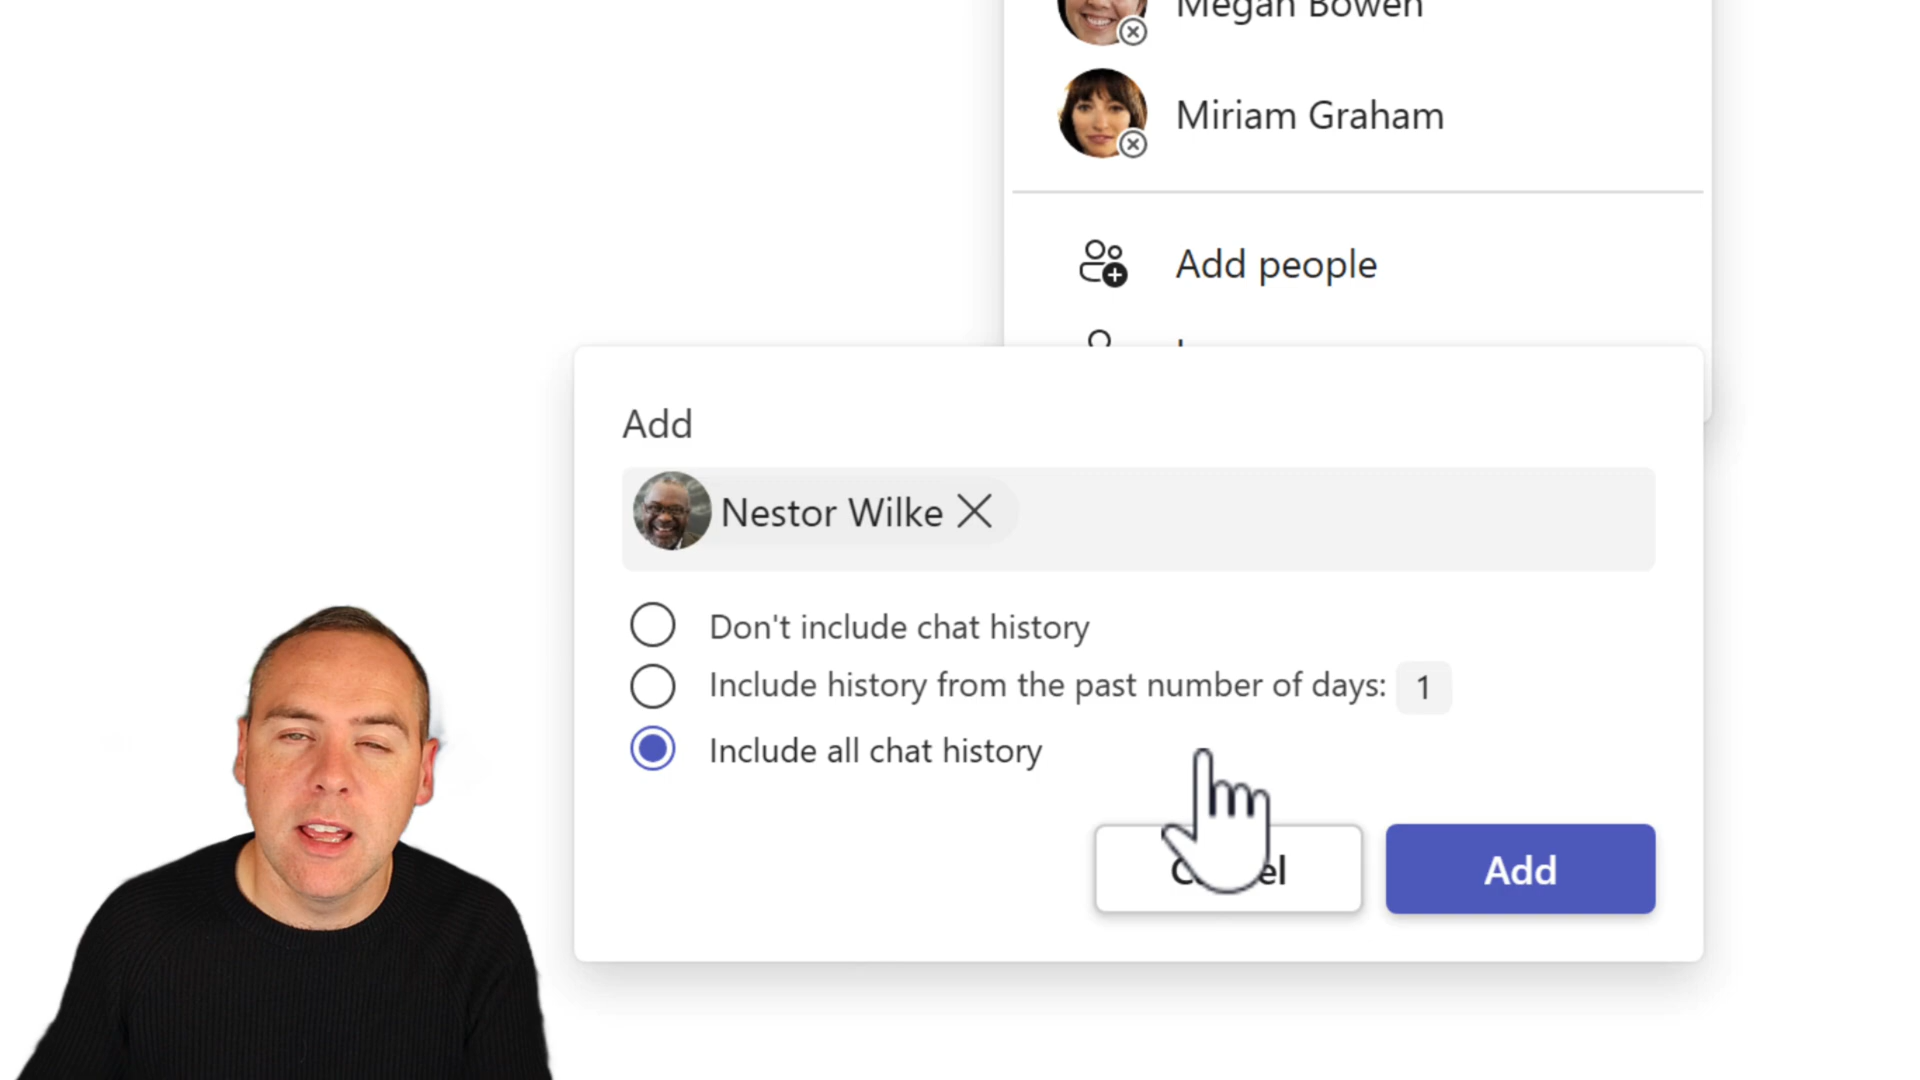 Megan Bowen
Miriam Graham
Add people
Add
Nestor Wilke
Don't include chat history
Include history from the past number of days: 1
Include all chat history
Add